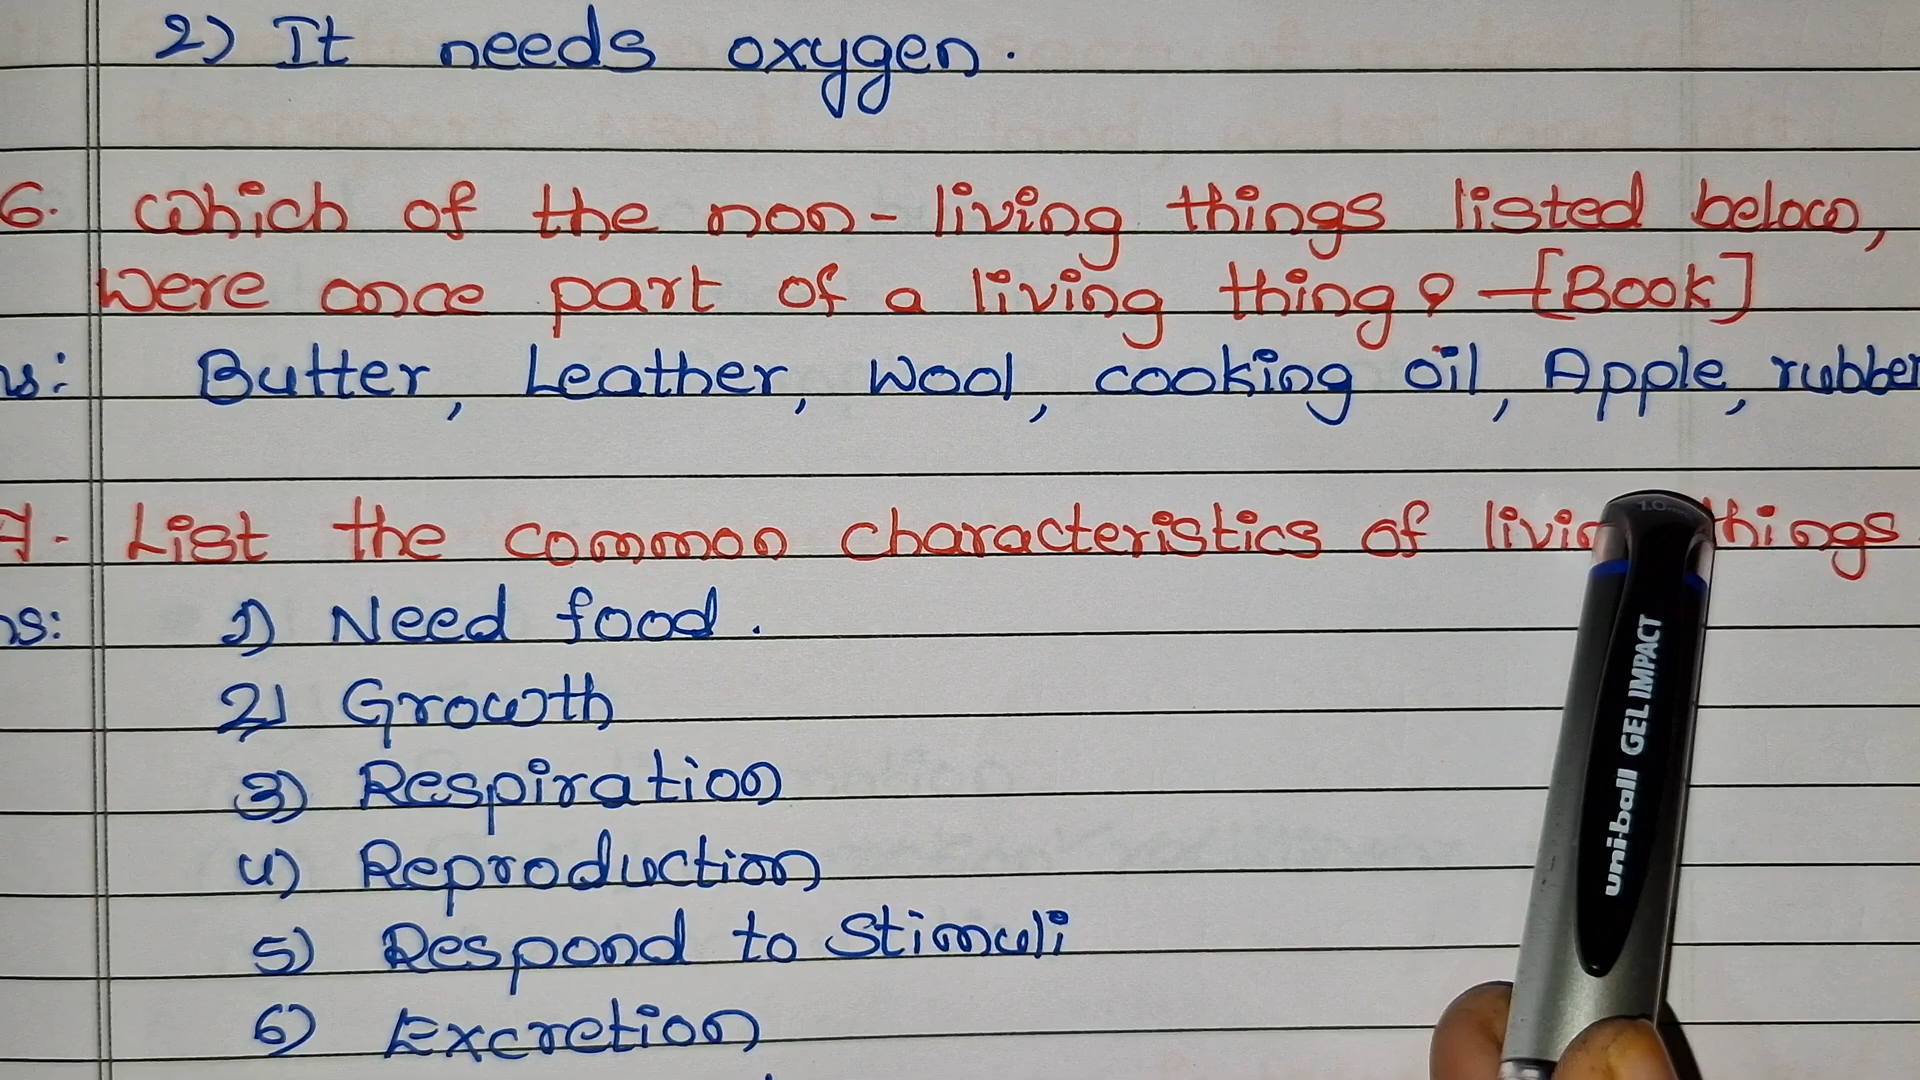 2) It needs oxygen.
6. Which of the non-living things listed below,
Were once part of a living thing? -[Book]
ns: Butter, Leather, Wool, cooking oil, Apple, rubber
7. List the common characteristics of things.
ns: 1) Need food.
2) Growth
3) Respiration
4) Reproduction
5) Respond to Stimuli
6) Excretion
uni-ball GEL IMPACT